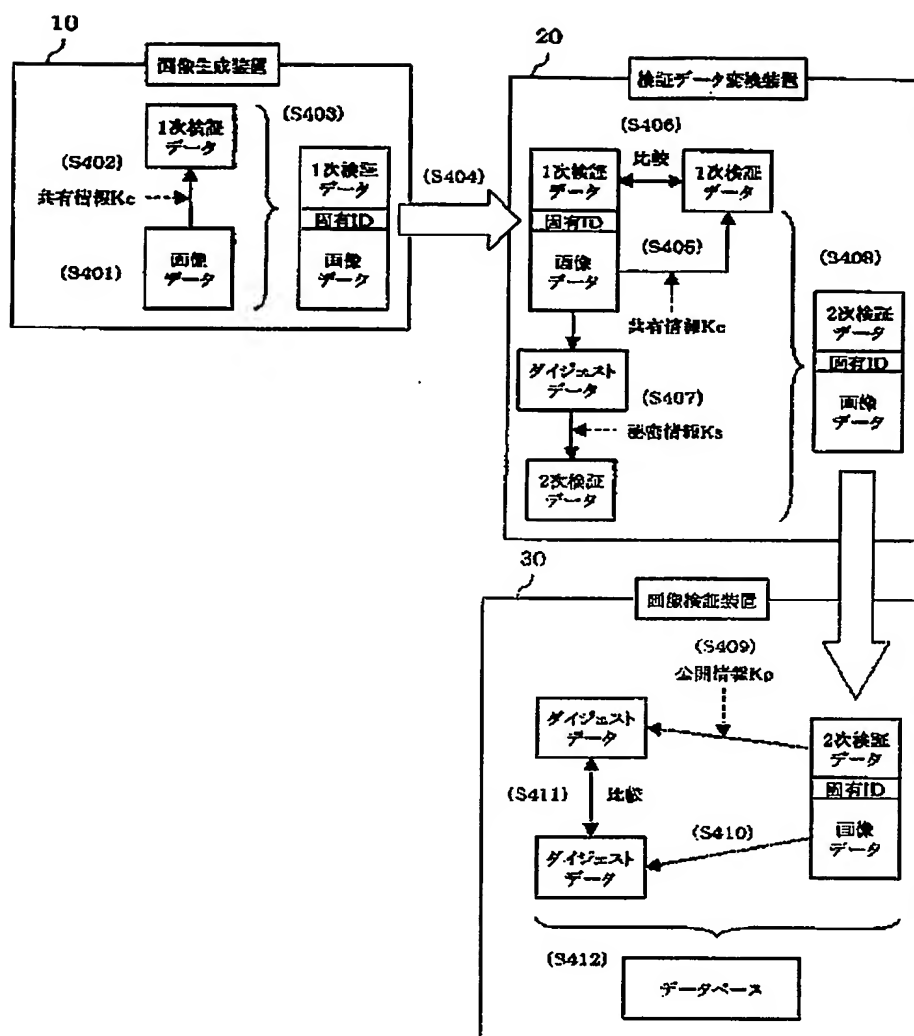 10
画像生成装置
(S403)
1次検証
データ
(S402)
共有情報Kc
(S401)
画像
データ
1次検証
データ
固有ID
画像
データ
(S404)
20
検証データ変換装置
(S406)
比較
1次検証
データ
固有ID
画像
データ
1次検証
データ
(S405)
共有情報Kc
ダイジェスト
データ
(S407)
秘密情報Ks
2次検証
データ
(S408)
2次検証
データ
固有ID
画像
データ
30
画像検証装置
(S409)
公開情報Kp
ダイジェスト
データ
2次検証
データ
固有ID
画像
データ
(S411)
比較
(S410)
ダイジェスト
データ
(S412)
データベース